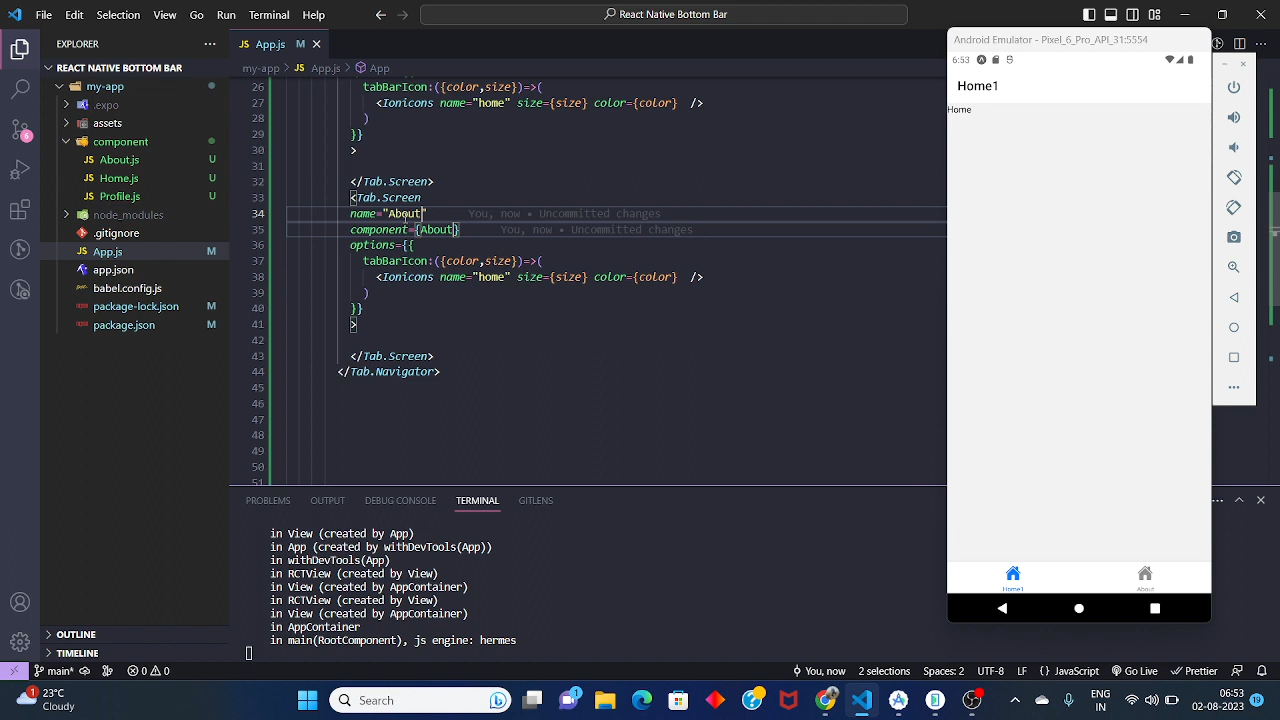 File Edit Selection View Go Run ···
React Native Bottom Bar
EXPLORER
REACT NATIVE BOTTOM BAR
my-app
.expo
assets
component
About.js U
Home.js U
Profile.js U
node_modules
.gitignore
App.js M
app.json
babel.config.js
package-lock.json M
package.json M
OUTLINE
TIMELINE
6
App.js M
my-app > App.js > App
26 tabBarIcon:({color,size})=>(
27 <Ionicons name="home" size={size} color={color} />
28 )
29 }}
30 >
31
32 </Tab.Screen>
33 <Tab.Screen
34 name="About" You, now • Uncommitted changes
35 component={About} You, now • Uncommitted changes
36 options={{
37 tabBarIcon:({color,size})=>(
38 <Ionicons name="home" size={size} color={color} />
39 )
40 }}
41 >
42
43 </Tab.Screen>
44 </Tab.Navigator>
45
46
47
48
49
50
51
PROBLEMS OUTPUT DEBUG CONSOLE TERMINAL GITLENS
in View (created by App)
in App (created by withDevTools(App))
in withDevTools(App)
in RCTView (created by View)
in View (created by AppContainer)
in RCTView (created by View)
in View (created by AppContainer)
in AppContainer
in main(RootComponent), js engine: hermes
Android Emulator - Pixel_6_Pro_API_31:5554
6:53
Home1
Home
Home1 About
main* 0 0 You, now 2 selections Spaces: 2 UTF-8 LF {} JavaScript Go Live Prettier
1
23°C
Cloudy
Search
1
ENG
IN
06:53
02-08-2023
19